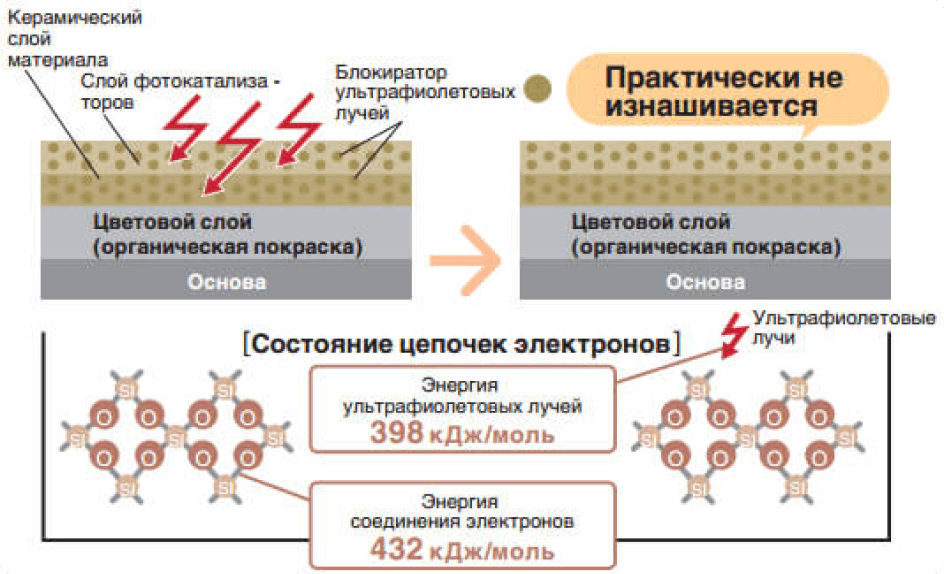 Керамический
слой
материала
Слой фотокатализа -
торов
Блокиратор
ультрафиолетовых
лучей
Практически не
изнашивается
Цветовой слой
(органическая покраска)
Основа
Цветовой слой
(органическая покраска)
Основа
[Состояние цепочек электронов]
Ультрафиолетовые
лучи
Энергия
ультрафиолетовых лучей
398 кДж/моль
Si
Si
O
O
O
O
Si
Si
Si
O
O
O
O
Si
Si
Si
Si
O
O
O
O
Si
Si
Si
O
O
O
O
Si
Si
Энергия
соединения электронов
432 кДж/моль